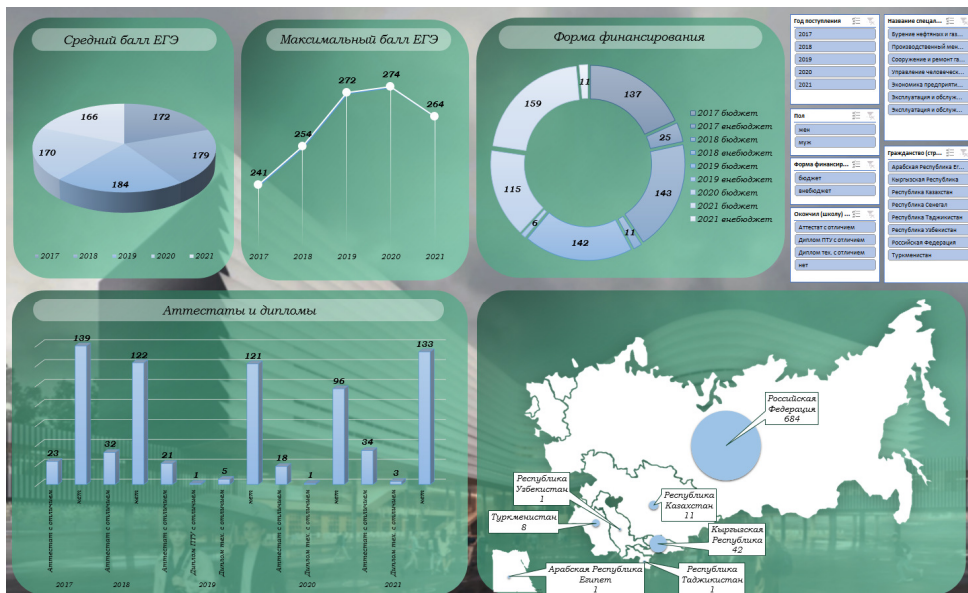 Средний балл ЕГЭ
166
172
170
179
184
2017 2018 2019 2020 2021
Максимальный балл ЕГЭ
241
254
272
274
264
2017 2018 2019 2020 2021
Форма финансирования
11
137
159
25
115
143
6
142
11
2017 бюджет
2017 внебюджет
2018 бюджет
2018 внебюджет
2019 бюджет
2019 внебюджет
2020 бюджет
2021 бюджет
2021 внебюджет
Год поступления
2017
2018
2019
2020
2021
Пол
жен
муж
Форма финансир...
бюджет
внебюджет
Окончил (школу) ...
Аттестат с отличием
Диплом ПТУ с отличием
Диплом тех. с отличием
нет
Название специал...
Бурение нефтяных и газ...
Производственный мен...
Сооружение и ремонт га...
Управление человеческ...
Экономика предприяти...
Эксплуатация и обслуж...
Эксплуатация и обслуж...
Гражданство (стр...
Арабская Республика Ег...
Кыргызская Республика
Республика Казахстан
Республика Сенегал
Республика Таджикистан
Республика Узбекистан
Российская Федерация
Туркменистан
Аттестаты и дипломы
23
139
32
122
21
1
5
121
18
1
96
34
3
133
Аттестат с отличием
нет
Аттестат с отличием
нет
Аттестат с отличием
Диплом ПТУ с отличием
Диплом тех. с отличием
нет
Аттестат с отличием
Диплом тех. с отличием
нет
Аттестат с отличием
Диплом тех. с отличием
нет
2017 2018 2019 2020 2021
Российская
Федерация
684
Республика
Узбекистан
1
Республика
Казахстан
11
Туркменистан
8
Кыргызская
Республика
42
Арабская Республика
Египет
1
Республика
Таджикистан
1